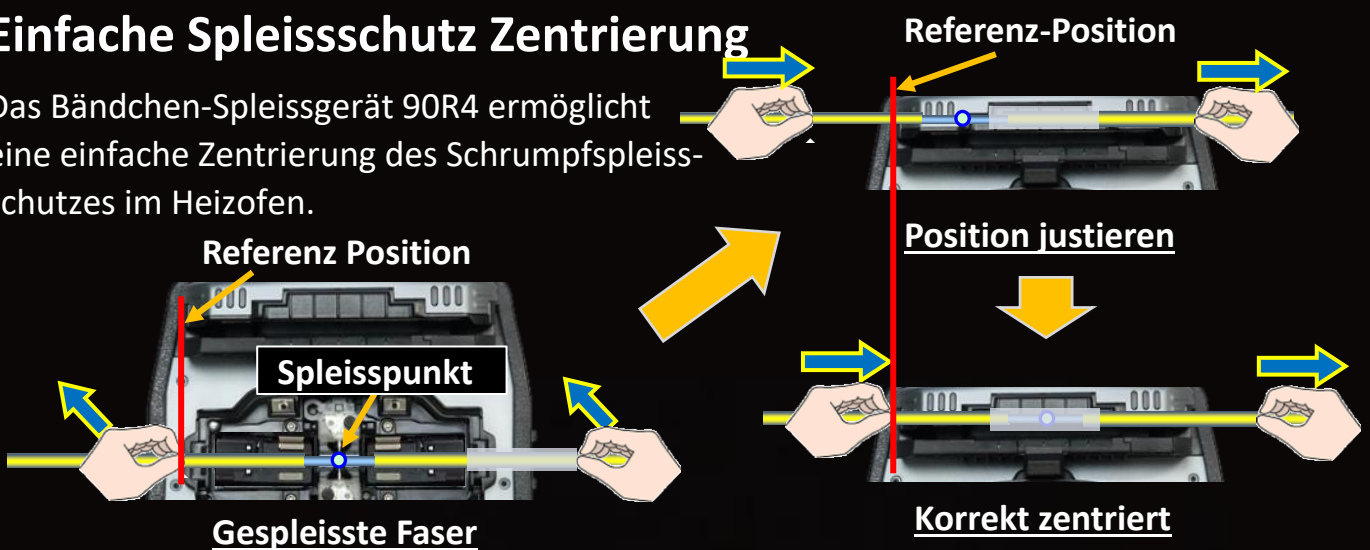 Einfache Spleissschutz Zentrierung
Das Bändchen-Spleissgerät 90R4 ermöglicht
eine einfache Zentrierung des Schrumpfspleiss-
schutzes im Heizofen.
Referenz Position
Spleisspunkt
Gespleisste Faser
Referenz-Position
Position justieren
Korrekt zentriert